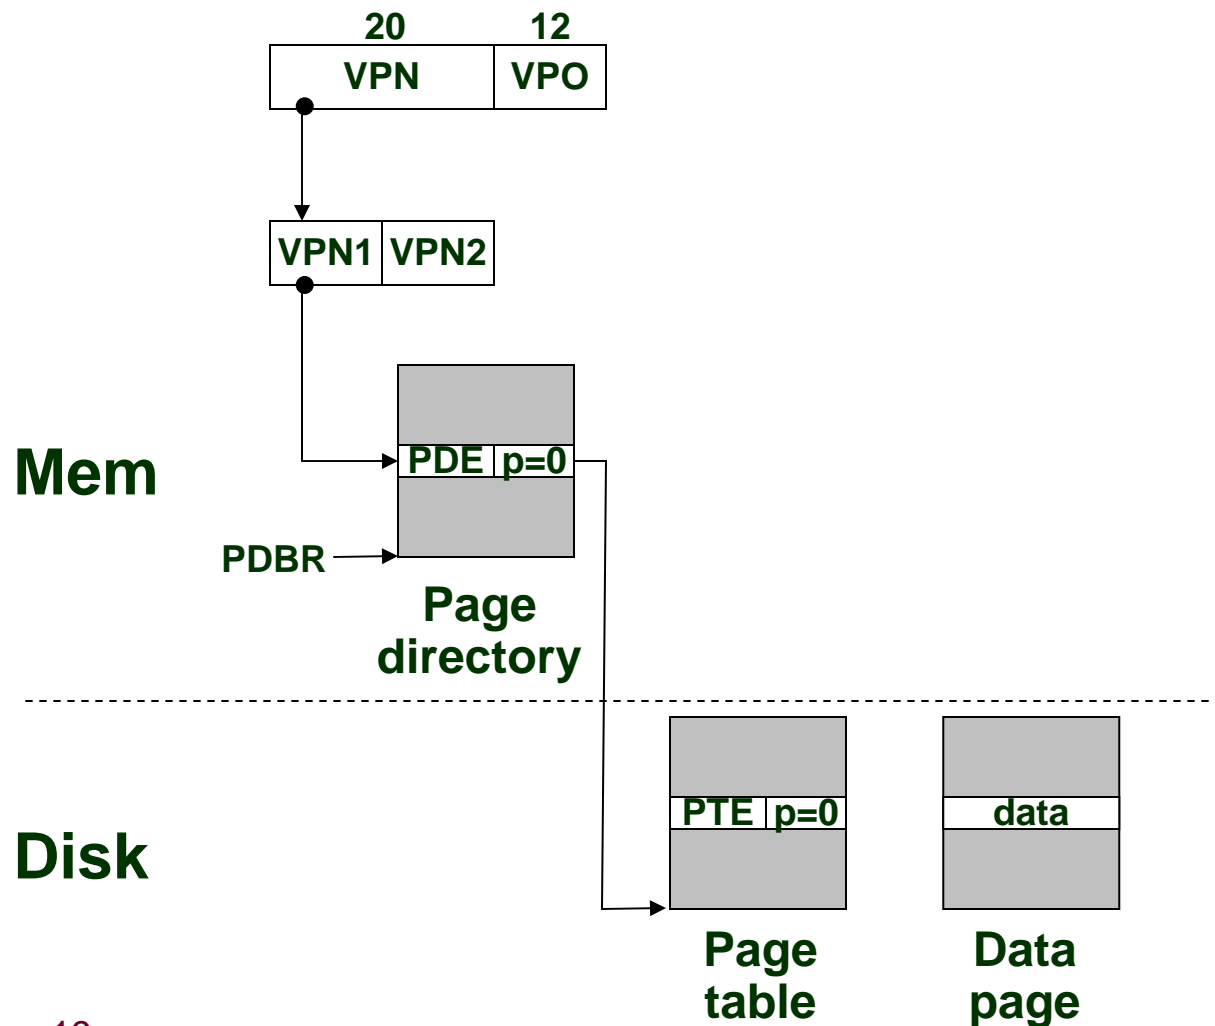 20 12
VPN VPO
VPN1 VPN2
Mem
PDE p=0
PDBR
Page
directory
Disk
PTE p=0
data
Page
table
Data
page